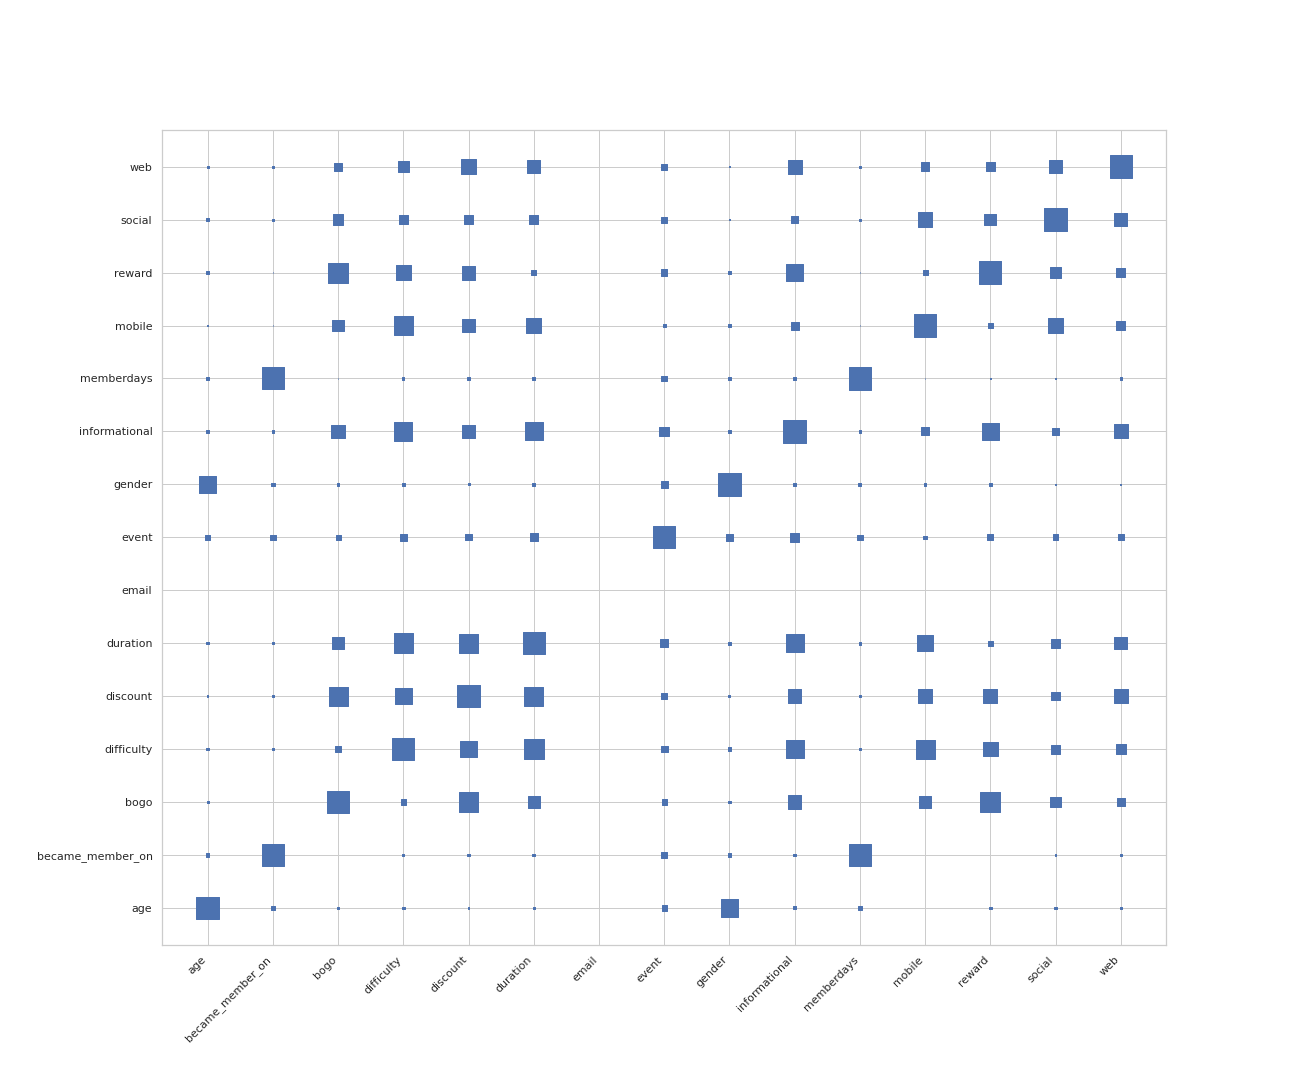 web
social
reward
mobile
memberdays
informational
gender
event
email
duration
discount
difficulty
bogo
became_member_on
age
age
became_member_on
bogo
difficulty
discount
duration
email
event
gender
informational
memberdays
mobile
reward
social
web